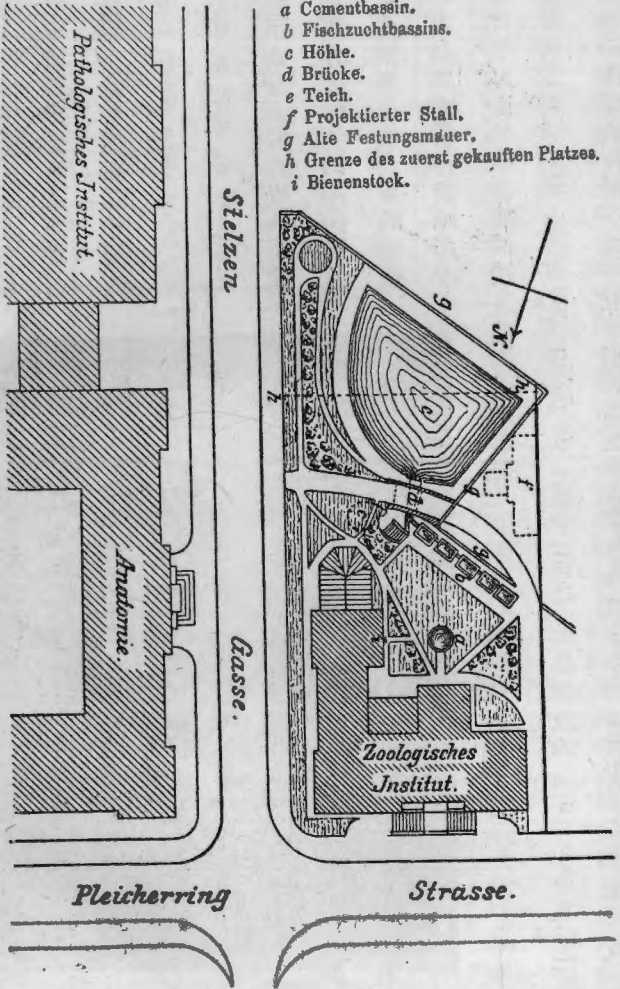 a Cementbassin.
b Fischzuchtbassins.
c Höhle.
d Brücke.
e Teich.
f Projektierter Stall.
g Alte Festungsmauer.
h Grenze des zuerst gekauften Platzes.
i Bienenstock.
Pathologisches Institut.
Stelzen
Gasse.
g
N.
h
h
e
f
d
g
g
c
b
i
Anatomie.
Zoologisches
Institut.
Pleicherring
Strasse.